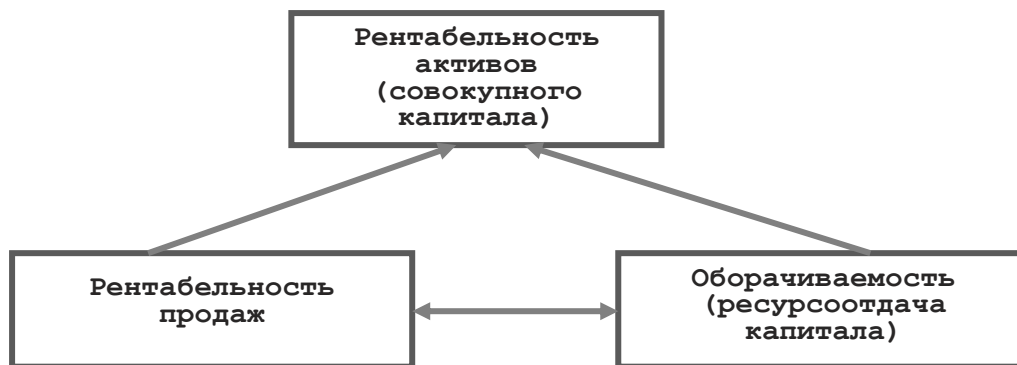 Рентабельность
активов
(совокупного
капитала)
Рентабельность
продаж
Оборачиваемость
(ресурсоотдача
капитала)